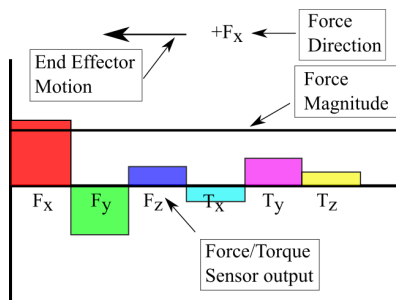 +Fx
Force
Direction
End Effector
Motion
Force
Magnitude
Fx Fy Fz Tx Ty Tz
Force/Torque
Sensor output